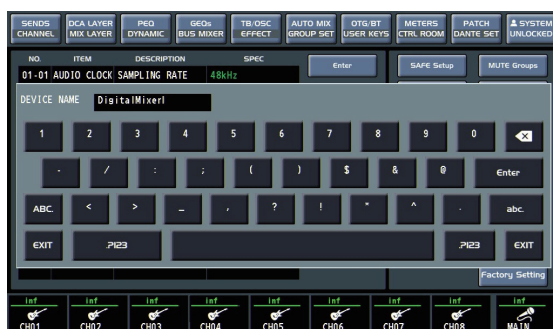 SENDS DCA LAYER PEQ GEQs TB/OSC AUTO MIX OTG/BT METERS PATCH SYSTEM
CHANNEL MIX LAYER DYNAMIC BUS MIXER EFFECT GROUP SET USER KEYS CTRL ROOM DANTE SET UNLOCKED
NO. ITEM DESCRIPTION SPEC Enter SAFE Setup MUTE Groups
01-01 AUDIO CLOCK SAMPLING RATE 48kHz
DEVICE NAME DigitalMixer
1 2 3 4 5 6 7 8 9 0
- / : ; ( ) $ & @ Enter
ABC. < > _ , ? ! " ^ . abc.
EXIT .?123 .?123 EXIT
Factory Setting
inf inf inf inf inf inf inf inf inf
CH01 CH02 CH03 CH04 CH05 CH06 CH07 CH08 MAIN